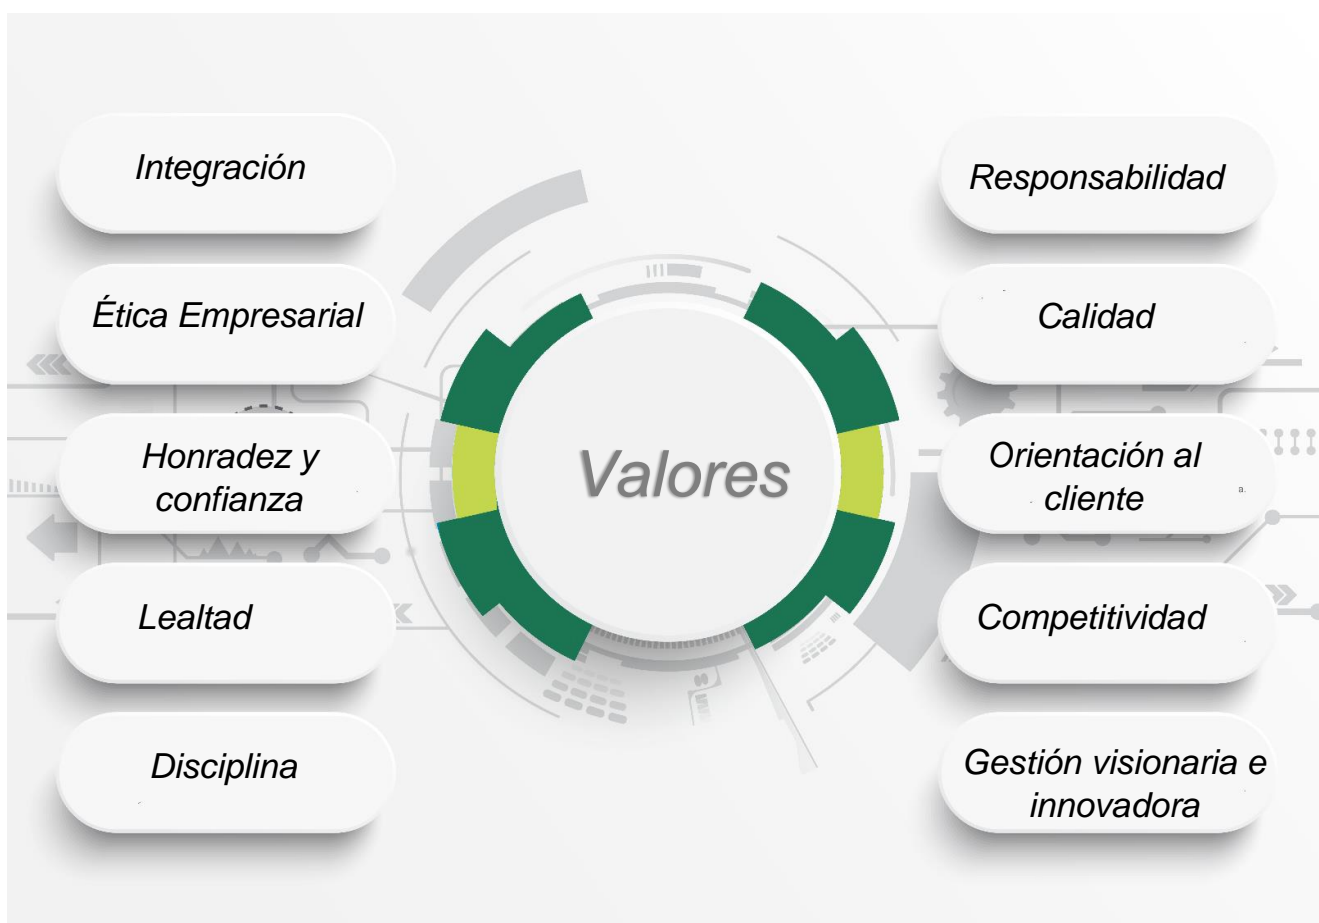 Integración
Ética Empresarial
Honradez y
confianza
Lealtad
Disciplina
Valores
Responsabilidad
Calidad
Orientación al
cliente
a.
Competitividad
Gestión visionaria e
innovadora